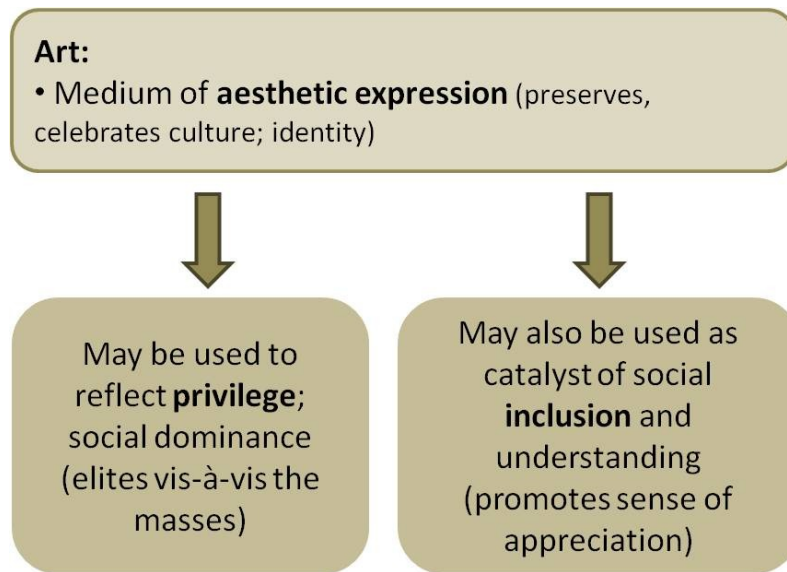 Art:
• Medium of aesthetic expression (preserves,
celebrates culture; identity)
May be used to
reflect privilege;
social dominance
(elites vis-à-vis the
masses)
May also be used as
catalyst of social
inclusion and
understanding
(promotes sense of
appreciation)